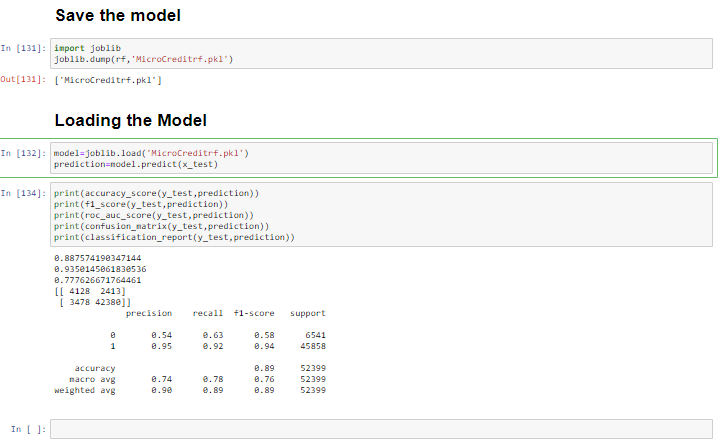 Save the model
In [131]: import joblib
joblib.dump(rf,'MicroCreditrf.pkl')
Out[131]: ['MicroCreditrf.pkl']
Loading the Model
In [132]: model=joblib.load('MicroCreditrf.pkl')
prediction=model.predict(x_test)
In [134]: print(accuracy_score(y_test,prediction))
print(f1_score(y_test,prediction))
print(roc_auc_score(y_test,prediction))
print(confusion_matrix(y_test,prediction))
print(classification_report(y_test,prediction))
0.887574190347144
0.9350145061830536
0.777626671764461
[[ 4128  2413]
[ 3478 42380]]
precision recall f1-score support
0 0.54 0.63 0.58 6541
1 0.95 0.92 0.94 45858
accuracy 0.89 52399
macro avg 0.74 0.78 0.76 52399
weighted avg 0.90 0.89 0.89 52399
In [ ]: